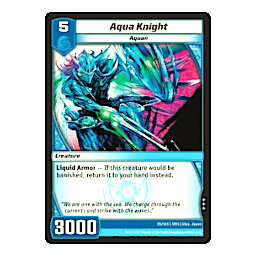 5
Aqua Knight
Aquan
Creature
Liquid Armor — If this creature would be
banished, return it to your hand instead.
"We are one with the sea. We charge through the
currents and strike with the waves."
3000